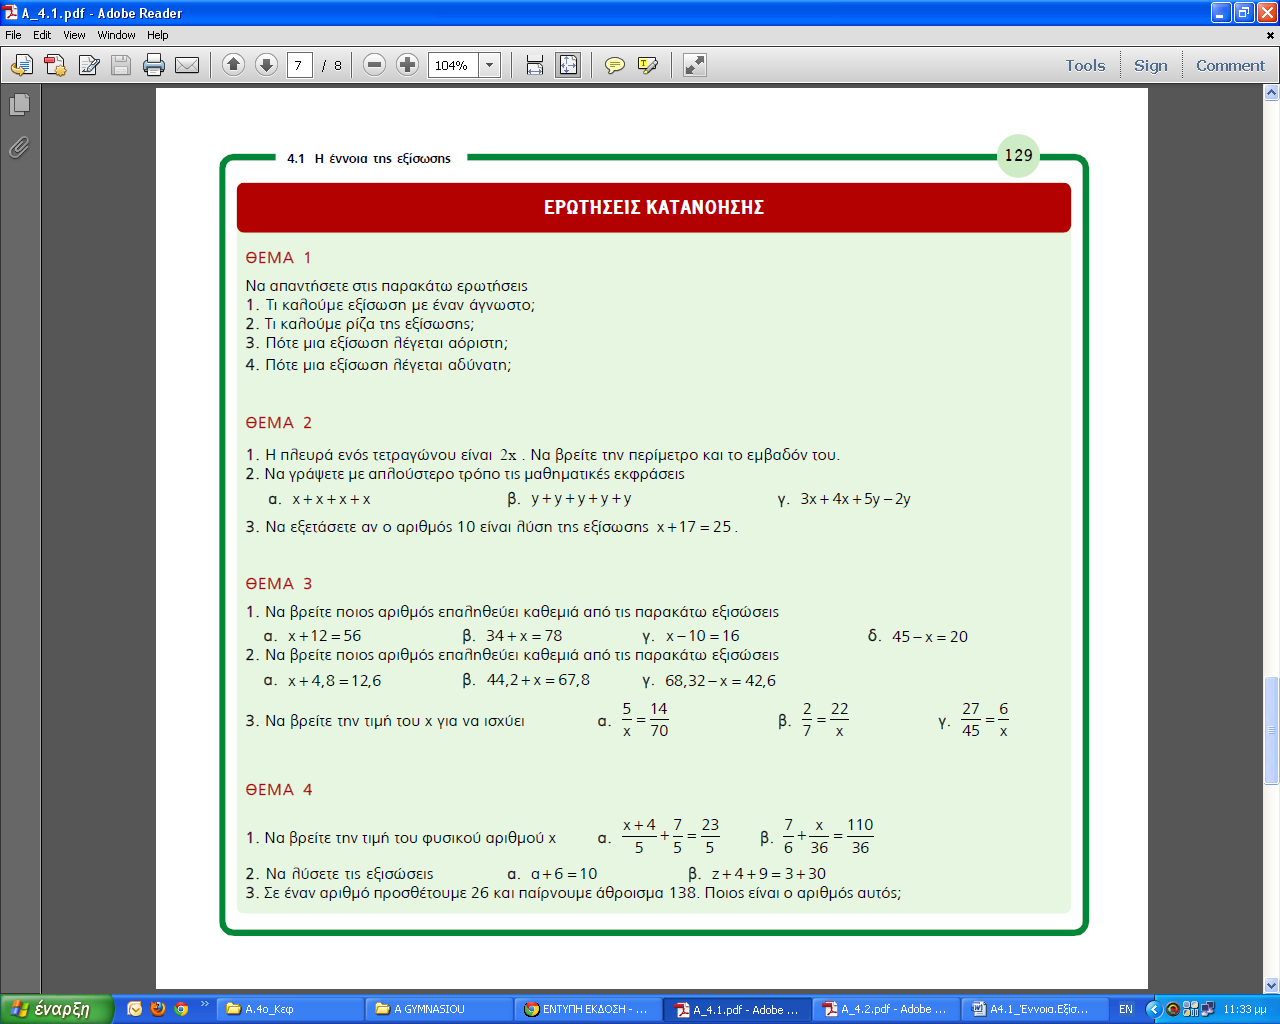 A_4.1.pdf - Adobe Reader
File Edit View Window Help
7 / 8 104% Tools Sign Comment
4.1 Η έννοια της εξίσωσης 129
ΕΡΩΤΗΣΕΙΣ ΚΑΤΑΝΟΗΣΗΣ
ΘΕΜΑ 1
Να απαντήσετε στις παρακάτω ερωτήσεις
1. Τι καλούμε εξίσωση με έναν άγνωστο;
2. Τι καλούμε ρίζα της εξίσωσης;
3. Πότε μια εξίσωση λέγεται αόριστη;
4. Πότε μια εξίσωση λέγεται αδύνατη;
ΘΕΜΑ 2
1. Η πλευρά ενός τετραγώνου είναι 2x . Να βρείτε την περίμετρο και το εμβαδόν του.
2. Να γράψετε με απλούστερο τρόπο τις μαθηματικές εκφράσεις
α. x + x + x + x β. y + y + y + y + y γ. 3x + 4x + 5y − 2y
3. Να εξετάσετε αν ο αριθμός 10 είναι λύση της εξίσωσης x + 17 = 25 .
ΘΕΜΑ 3
1. Να βρείτε ποιος αριθμός επαληθεύει καθεμιά από τις παρακάτω εξισώσεις
α. x + 12 = 56 β. 34 + x = 78 γ. x − 10 = 16 δ. 45 − x = 20
2. Να βρείτε ποιος αριθμός επαληθεύει καθεμιά από τις παρακάτω εξισώσεις
α. x + 4,8 = 12,6 β. 44,2 + x = 67,8 γ. 68,32 − x = 42,6
3. Να βρείτε την τιμή του x για να ισχύει α. 5/x = 14/70 β. 2/7 = 22/x γ. 27/45 = 6/x
ΘΕΜΑ 4
1. Να βρείτε την τιμή του φυσικού αριθμού x α. x + 4/5 + 7/5 = 23/5 β. 7/6 + x/36 = 110/36
2. Να λύσετε τις εξισώσεις α. α + 6 = 10 β. z + 4 + 9 = 3 + 30
3. Σε έναν αριθμό προσθέτουμε 26 και παίρνουμε άθροισμα 138. Ποιος είναι ο αριθμός αυτός;
έναρξη » A.4ο_Κεφ A GYMNASIOU ΕΝΤΥΠΗ ΕΚΔΟΣΗ - ... A_4.1.pdf - Adobe ... A_4.2.pdf - Adobe ... A4.1_Έννοια.Εξίσ... EN 11:33 μμ